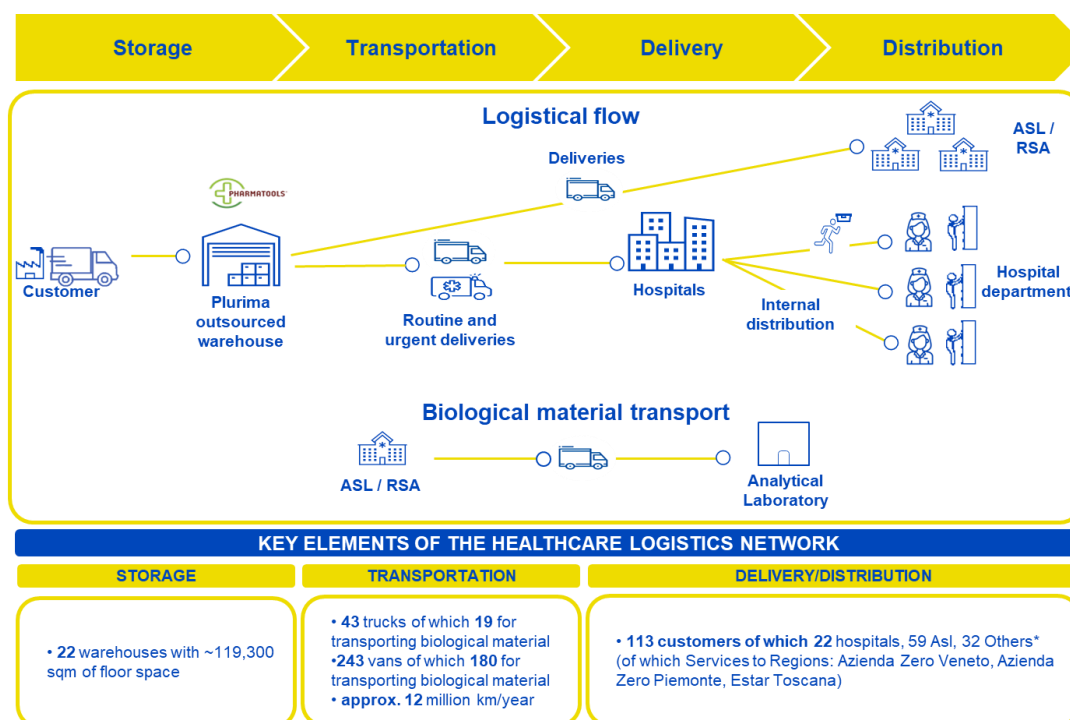 Storage
Transportation
Delivery
Distribution
Logistical flow
Deliveries
ASL /
RSA
PHARMATOOLS
Customer
Plurima
outsourced
warehouse
Routine and
urgent deliveries
Hospitals
Internal
distribution
Hospital
department
Biological material transport
ASL / RSA
Analytical
Laboratory
KEY ELEMENTS OF THE HEALTHCARE LOGISTICS NETWORK
STORAGE
TRANSPORTATION
DELIVERY/DISTRIBUTION
• 22 warehouses with ~119,300
sqm of floor space
• 43 trucks of which 19 for
transporting biological material
•243 vans of which 180 for
transporting biological material
• approx. 12 million km/year
• 113 customers of which 22 hospitals, 59 Asl, 32 Others*
(of which Services to Regions: Azienda Zero Veneto, Azienda
Zero Piemonte, Estar Toscana)